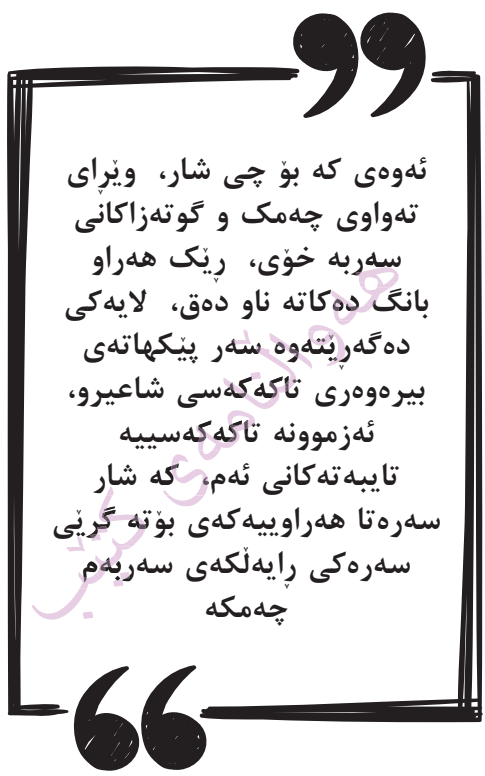 ئەوەی کە بۆ چی شار، وێڕای
تەواوی چەمک و گوتەزاکانی
سەربە خۆی، ڕێک هەراو
بانگ دەکاتە ناو دەق، لایەکی
دەگەڕێتەوە سەر پێکهاتەی
بیرەوەری تاکەکەسی شاعیرو،
ئەزموونە تاکەکەسییە
تایبەتەکانی ئەم، کە شار
سەرەتا هەراوییەکەی بۆتە گرێی
سەرەکی ڕایەڵکەی سەربەم
چەمکە
هەواڵنامەی کتێب